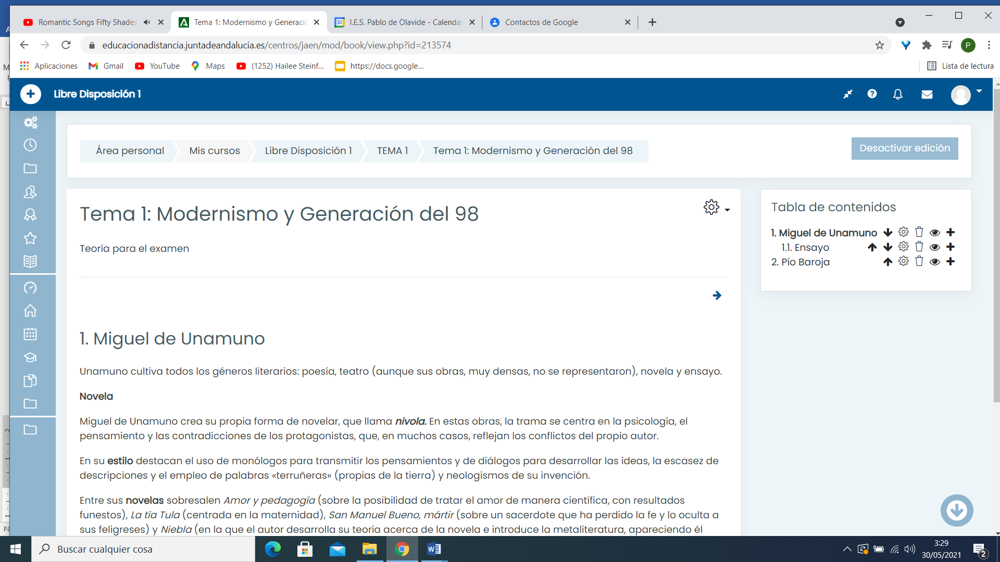 Romantic Songs Fifty Shades
Tema 1: Modernismo y Generació
I.E.S. Pablo de Olavide - Calendar
Contactos de Google
educacionadistancia.juntadeandalucia.es/centros/jaen/mod/book/view.php?id=213574
P
Aplicaciones
Gmail
YouTube
Maps
(1252) Hailee Steinf...
https://docs.google...
Lista de lectura
Libre Disposición 1
Área personal
Mis cursos
Libre Disposición 1
TEMA 1
Tema 1: Modernismo y Generación del 98
Desactivar edición
Tema 1: Modernismo y Generación del 98
Teoría para el examen
Tabla de contenidos
1. Miguel de Unamuno
1.1. Ensayo
2. Pío Baroja
1. Miguel de Unamuno
Unamuno cultiva todos los géneros literarios: poesía, teatro (aunque sus obras, muy densas, no se representaron), novela y ensayo.
Novela
Miguel de Unamuno crea su propia forma de novelar, que llama nivola. En estas obras, la trama se centra en la psicología, el
pensamiento y las contradicciones de los protagonistas, que, en muchos casos, reflejan los conflictos del propio autor.
En su estilo destacan el uso de monólogos para transmitir los pensamientos y de diálogos para desarrollar las ideas, la escasez de
descripciones y el empleo de palabras «terruñeras» (propias de la tierra) y neologismos de su invención.
Entre sus novelas sobresalen Amor y pedagogía (sobre la posibilidad de tratar el amor de manera científica, con resultados
funestos), La tía Tula (centrada en la maternidad), San Manuel Bueno, mártir (sobre un sacerdote que ha perdido la fe y lo oculta a
sus feligreses) y Niebla (en la que el autor desarrolla su teoría acerca de la novela e introduce la metaliteratura, apareciendo él
Buscar cualquier cosa
3:29
30/05/2021
2